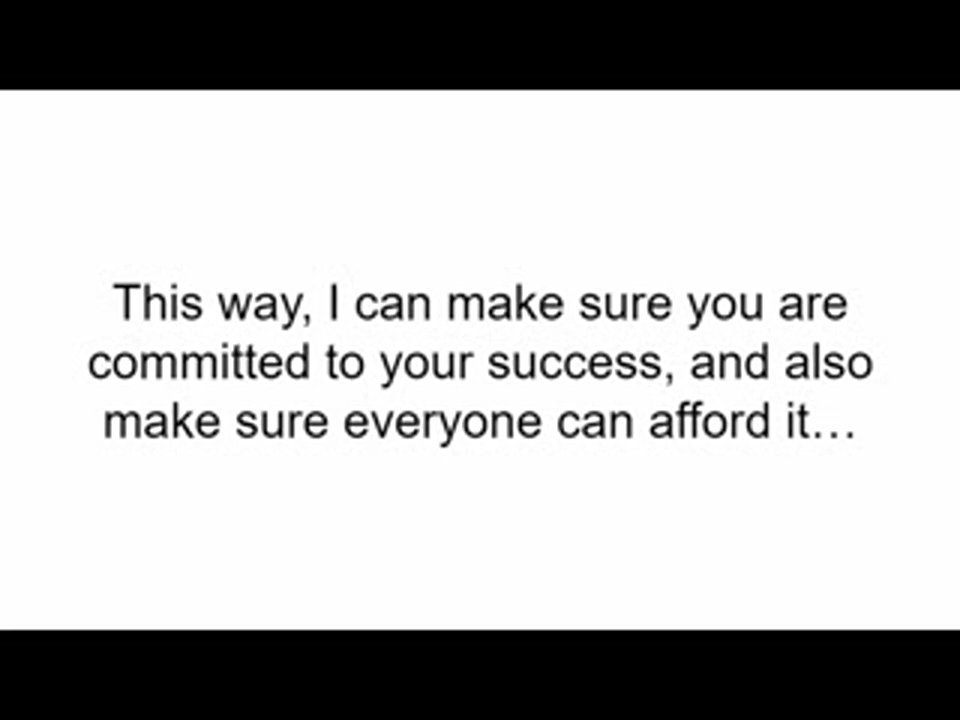 This way, I can make sure you are
committed to your success, and also
make sure everyone can afford it…